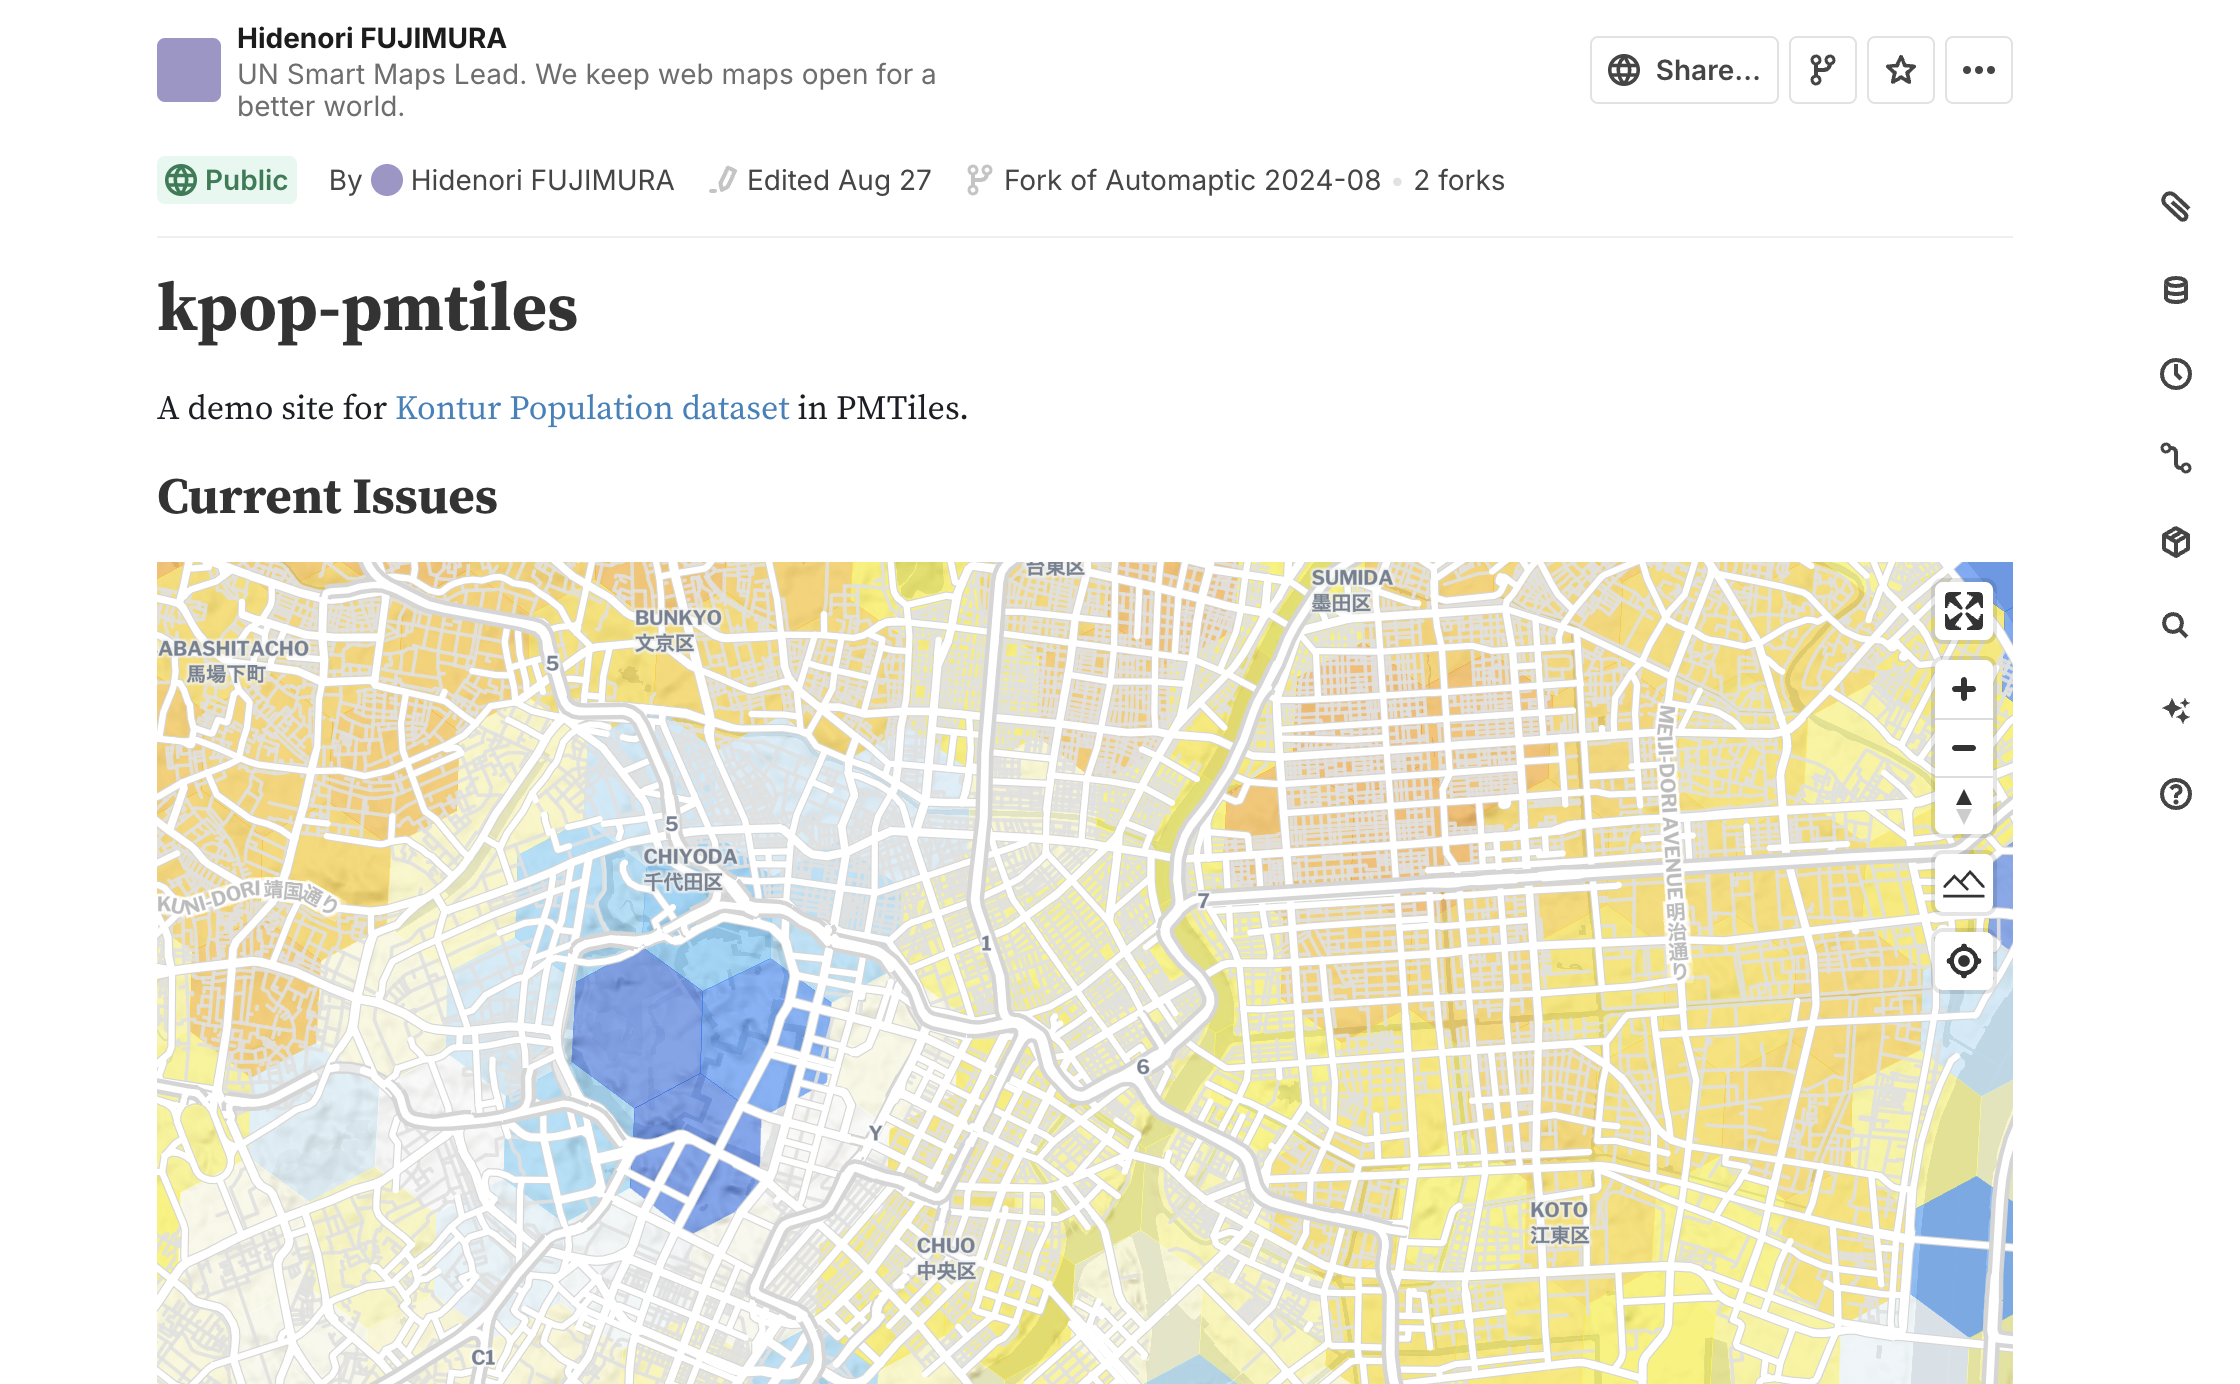 Hidenori FUJIMURA
UN Smart Maps Lead. We keep web maps open for a
better world.
Share...
Public
By Hidenori FUJIMURA
Edited Aug 27
Fork of Automaptic 2024-08 • 2 forks
kpop-pmtiles
A demo site for Kontur Population dataset in PMTiles.
Current Issues
台東区
SUMIDA
墨田区
BUNKYO
文京区
ABASHITACHO
馬場下町
5
MEIJI-DORI AVENUE 明治通り
5
CHIYODA
千代田区
KUNI-DORI 靖国通り
7
1
6
Y
KOTO
江東区
CHUO
中央区
C1